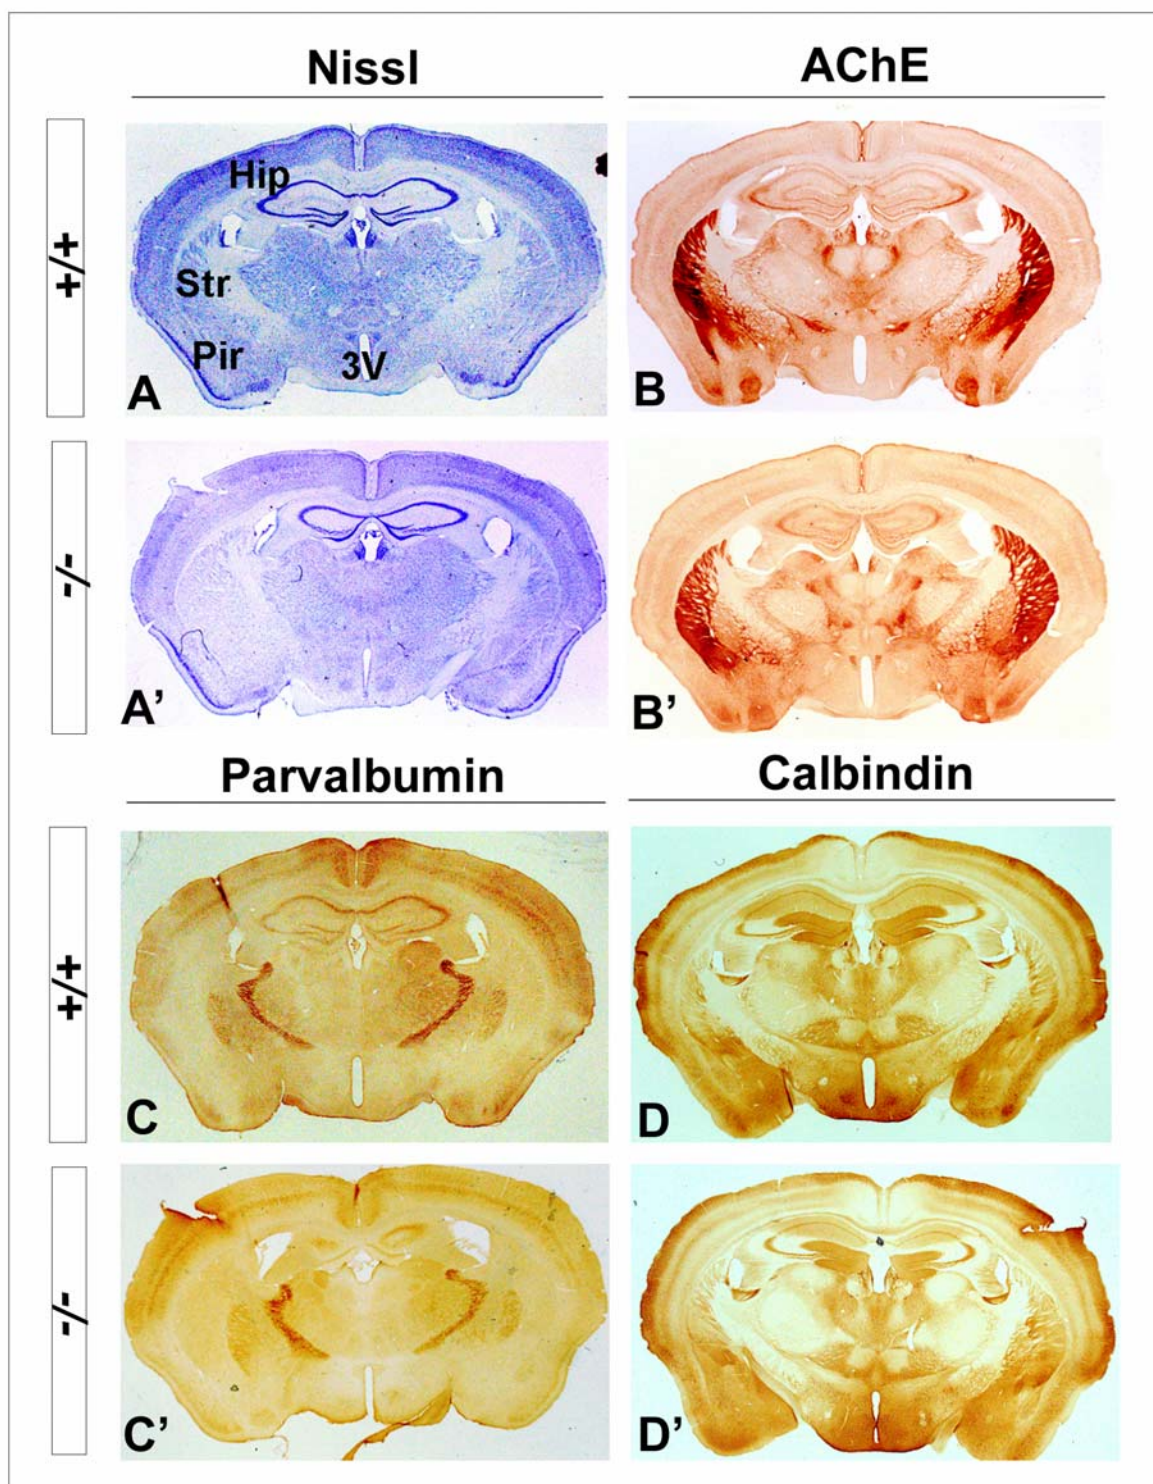 Nissl
AChE
+/+
Hip
Str
Pir
3V
A
B
-/-
A’
B’
Parvalbumin
Calbindin
+/+
C
D
-/-
C’
D’